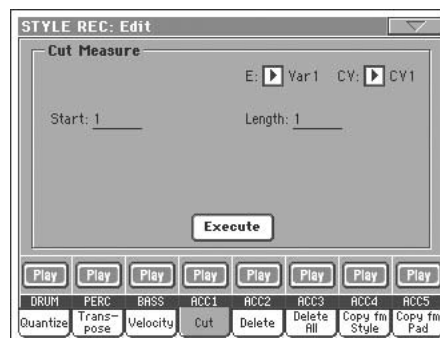 STYLE REC: Edit
Cut Measure
E: Var1 CV: CV1
Start: 1 Length: 1
Execute
Play Play Play Play Play Play Play Play
DRUM PERC BASS ACC1 ACC2 ACC3 ACC4 ACC5
Quantize Trans-pose Velocity Cut Delete Delete All Copy fm Style Copy fm Pad